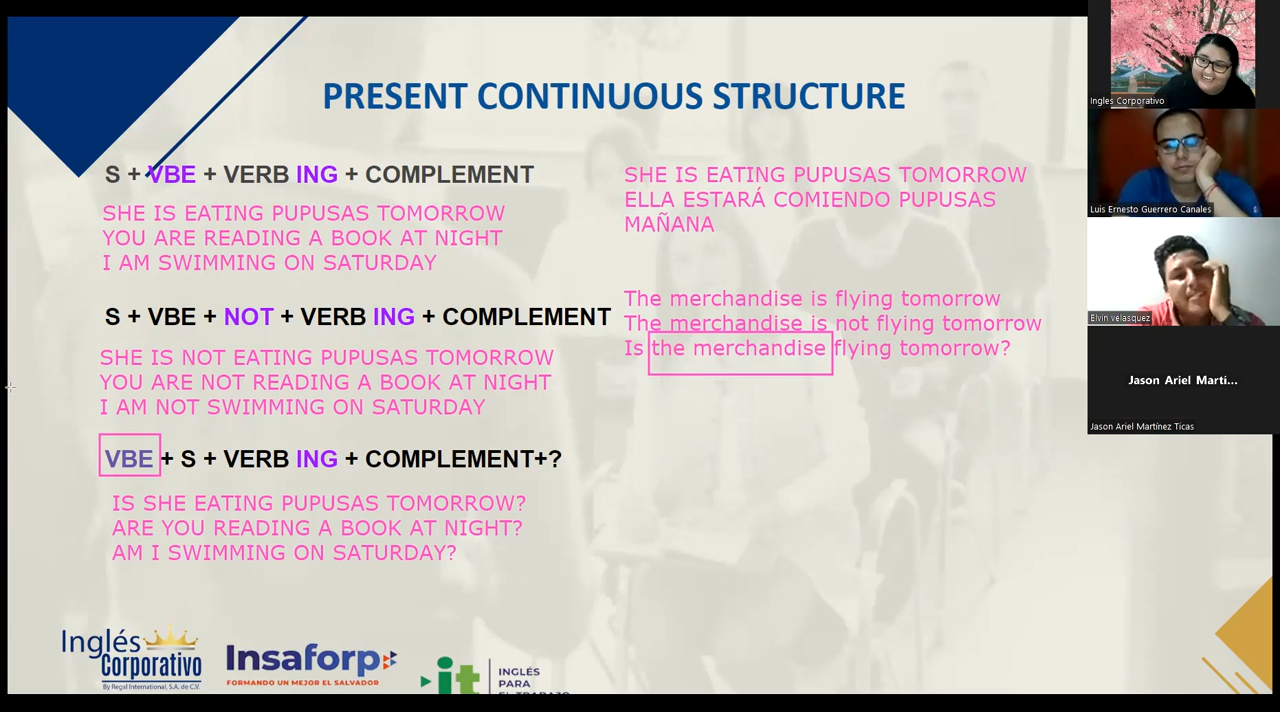 PRESENT CONTINUOUS STRUCTURE
S + VBE + VERB ING + COMPLEMENT
SHE IS EATING PUPUSAS TOMORROW
YOU ARE READING A BOOK AT NIGHT
I AM SWIMMING ON SATURDAY
S + VBE + NOT + VERB ING + COMPLEMENT
SHE IS NOT EATING PUPUSAS TOMORROW
YOU ARE NOT READING A BOOK AT NIGHT
I AM NOT SWIMMING ON SATURDAY
VBE + S + VERB ING + COMPLEMENT+?
IS SHE EATING PUPUSAS TOMORROW?
ARE YOU READING A BOOK AT NIGHT?
AM I SWIMMING ON SATURDAY?
SHE IS EATING PUPUSAS TOMORROW
ELLA ESTARÁ COMIENDO PUPUSAS
MAÑANA
The merchandise is flying tomorrow
The merchandise is not flying tomorrow
Is the merchandise flying tomorrow?
Inglés
Corporativo
By Regal International, S.A. de C.V.
Insaforp
FORMANDO UN MEJOR EL SALVADOR
it
INGLÉS
PARA
EL TRABAJO
Ingles Corporativo
Luis Ernesto Guerrero Canales
Elvin velasquez
Jason Ariel Martí...
Jason Ariel Martínez Ticas